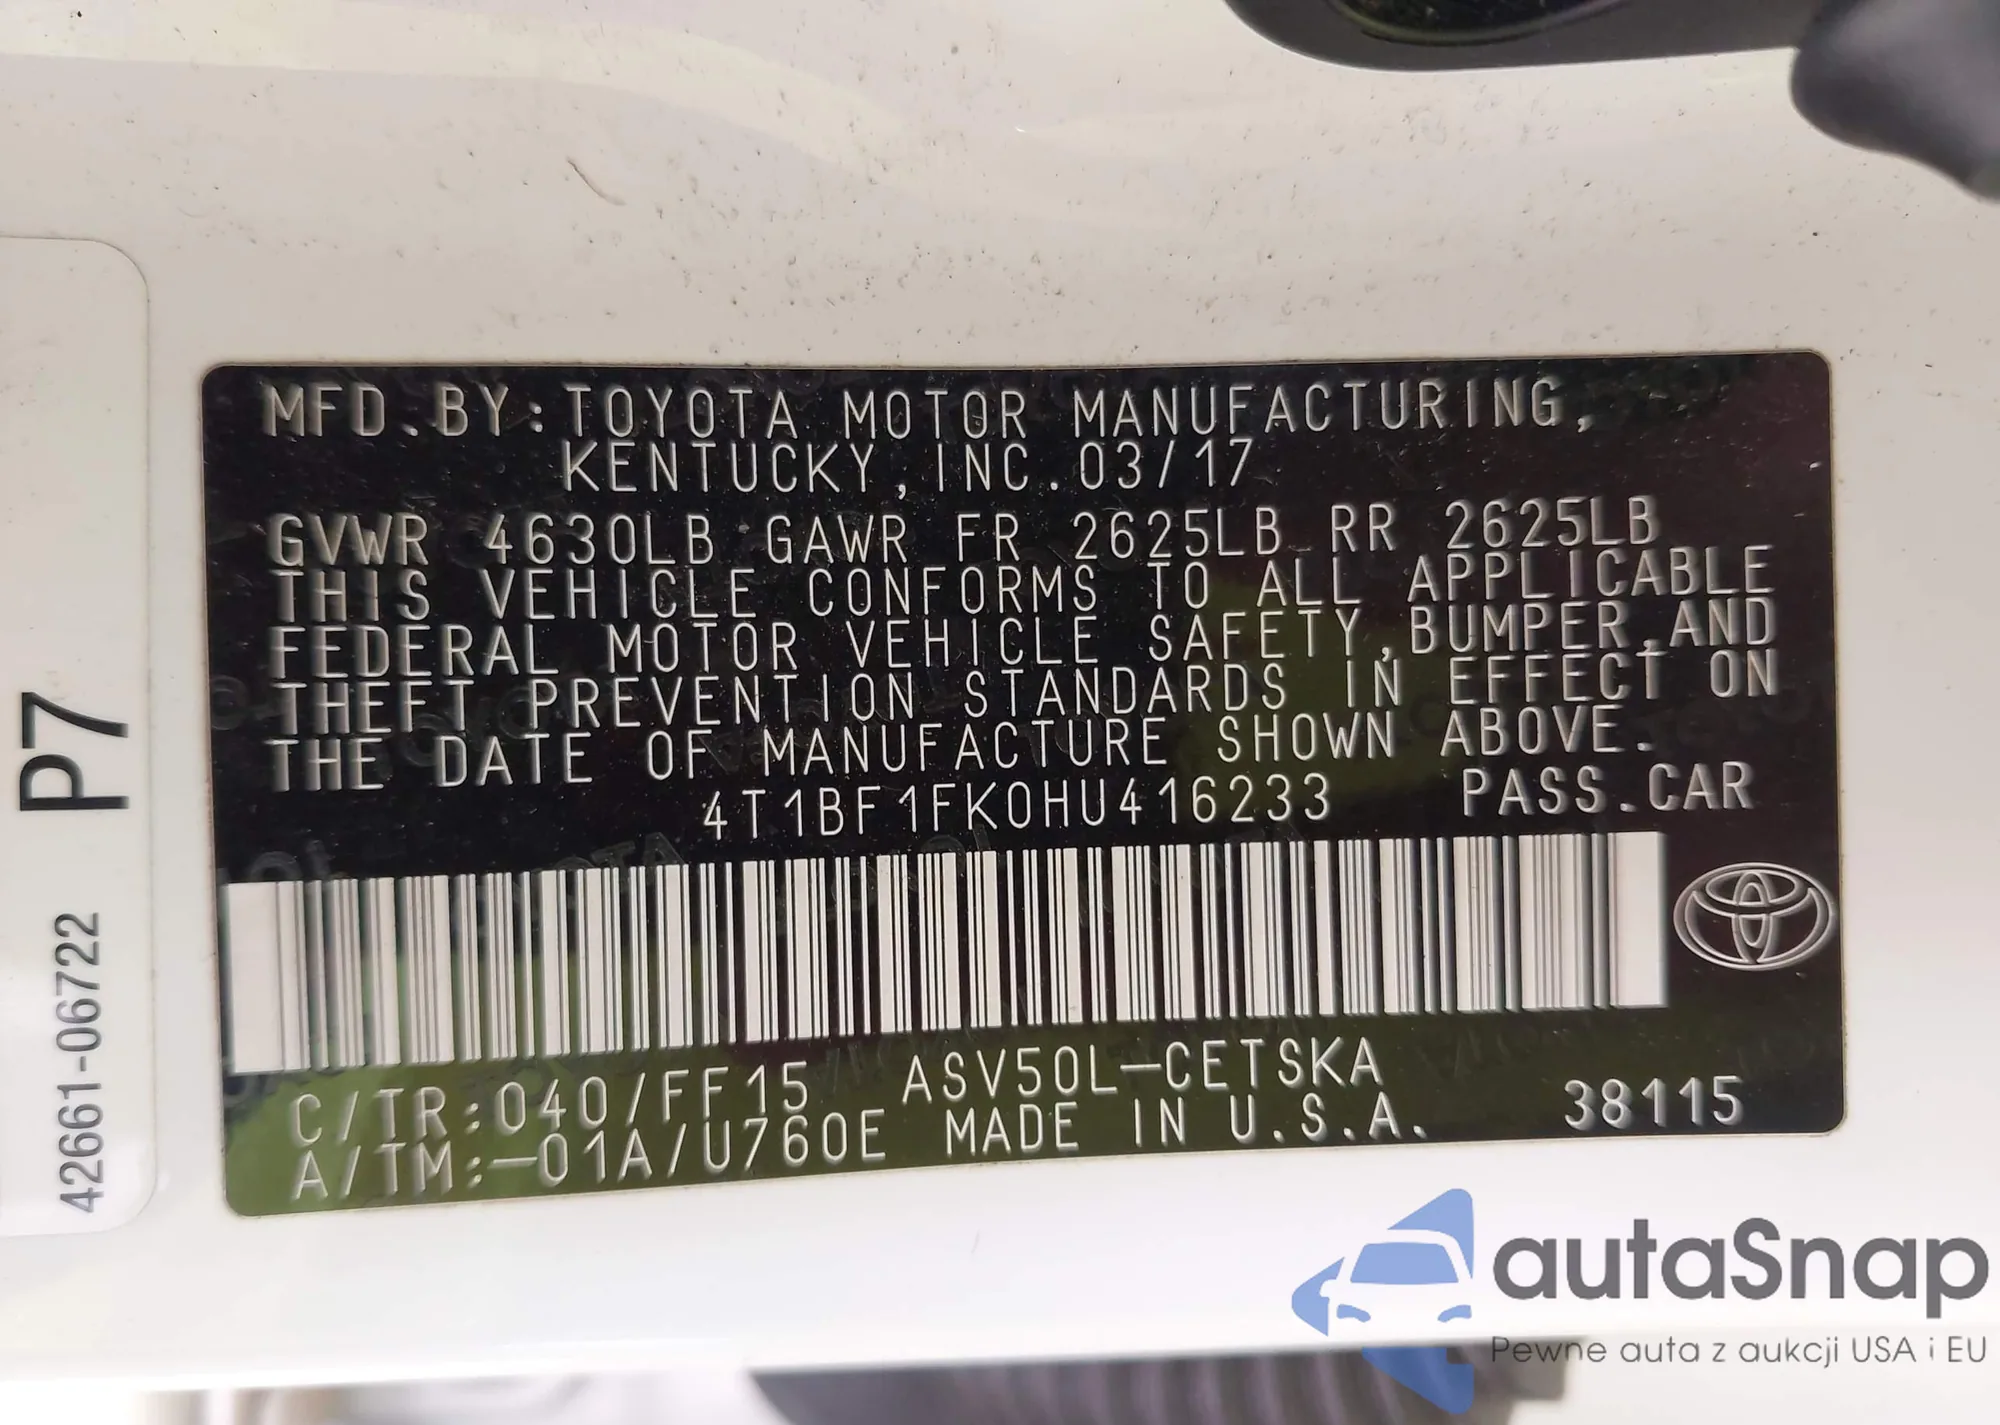 MFD.BY:TOYOTA MOTOR MANUFACTURING,
KENTUCKY,INC.03/17
GVWR 4630LB GAWR FR 2625LB RR 2625LB
THIS VEHICLE CONFORMS TO ALL APPLICABLE
FEDERAL MOTOR VEHICLE SAFETY,BUMPER,AND
THEFT PREVENTION STANDARDS IN EFFECT ON
THE DATE OF MANUFACTURE SHOWN ABOVE.
4T1BF1FK0HU416233 PASS.CAR
C/TR:040/FF15 ASV50L-CETSKA
A/TM:-01A/U760E MADE IN U.S.A. 38115
P7
42661-06722
autaSnap
Pewne auta z aukcji USA i EU